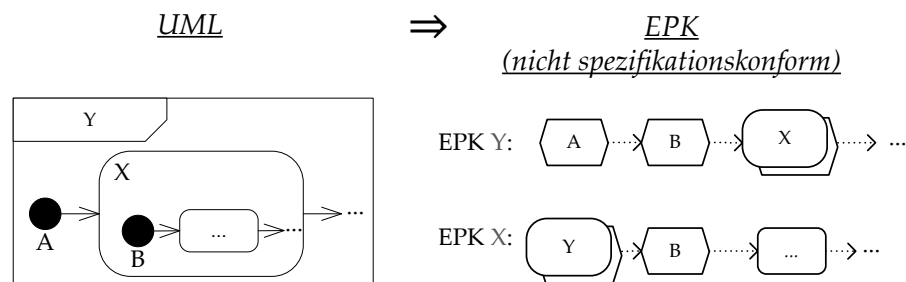 UML
⇒
EPK
(nicht spezifikationskonform)
Y
X
A
B
...
...
...
EPK Y:
A
B
X
...
EPK X:
Y
B
...
...